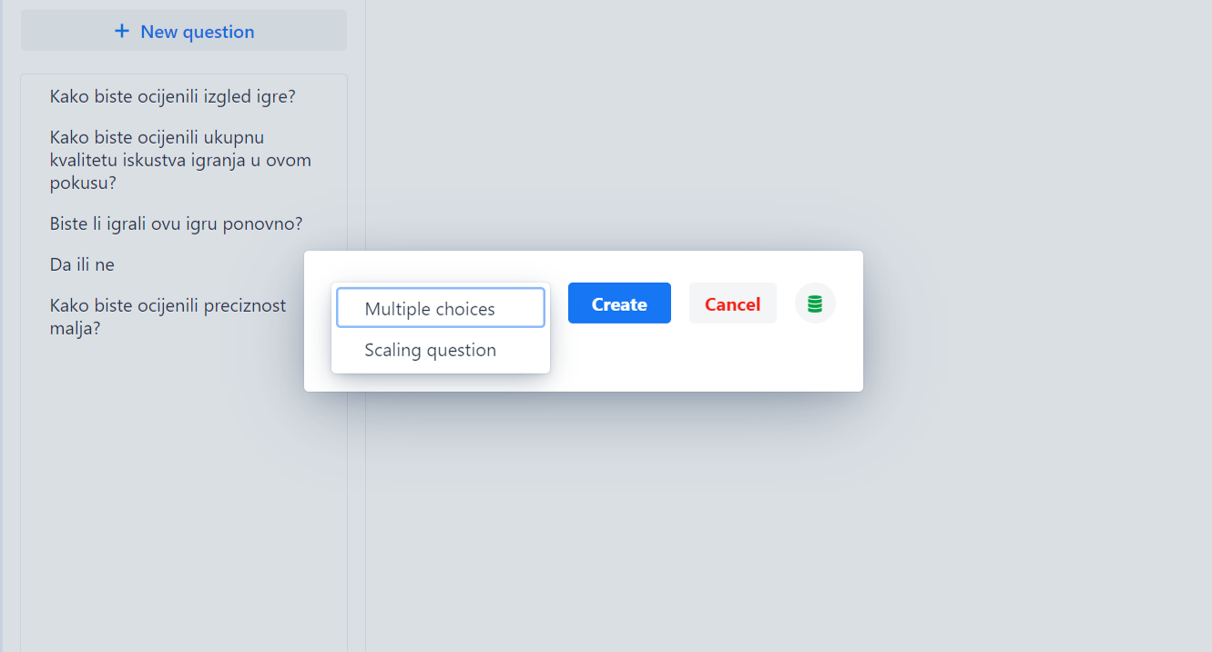 + New question
Kako biste ocijenili izgled igre?
Kako biste ocijenili ukupnu
kvalitetu iskustva igranja u ovom
pokusu?
Biste li igrali ovu igru ponovno?
Da ili ne
Kako biste ocijenili preciznost
malja?
Multiple choices
Scaling question
Create
Cancel